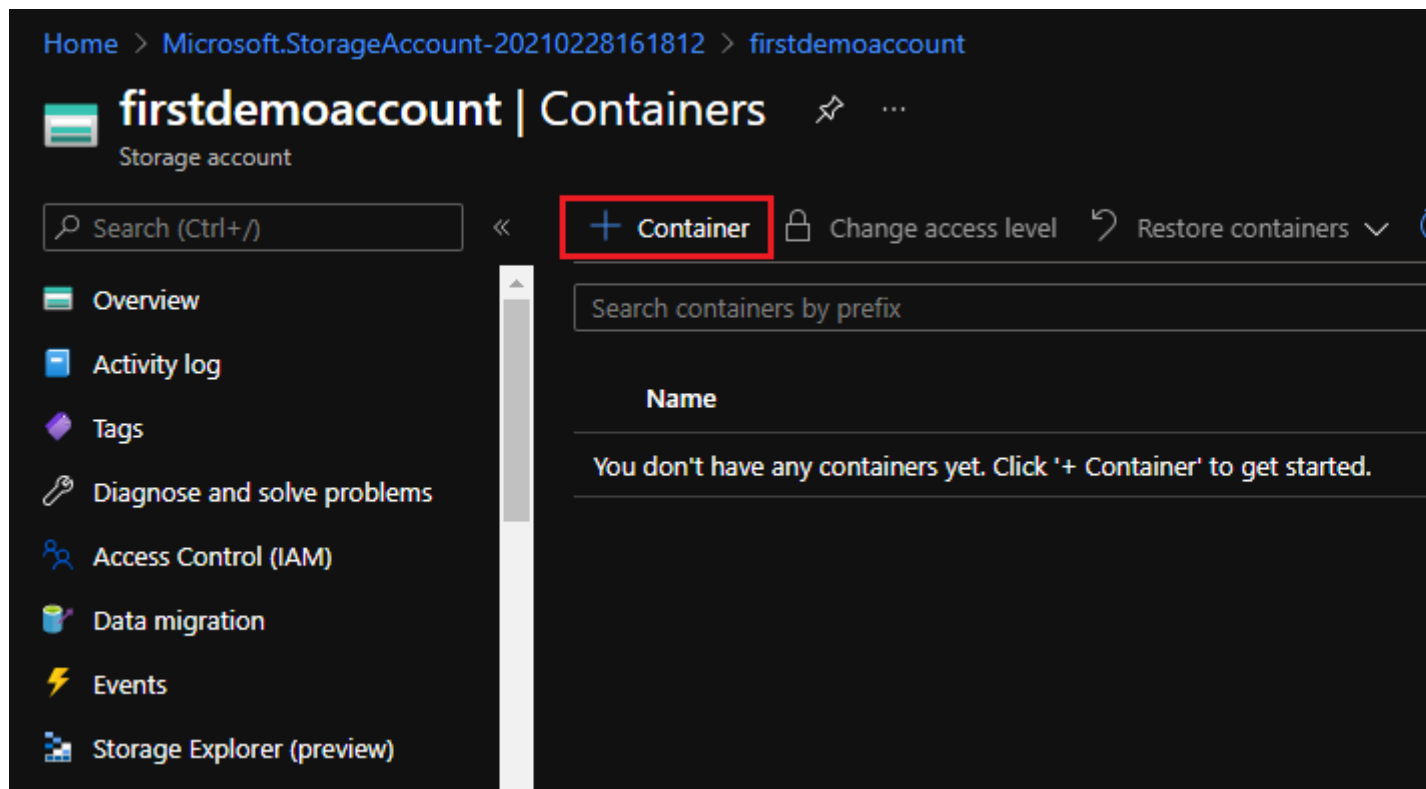 Home > Microsoft.StorageAccount-20210228161812 > firstdemoaccount
firstdemoaccount | Containers ...
Storage account
Search (Ctrl+/)
«
+ Container
Change access level
Restore containers
Overview
Activity log
Tags
Diagnose and solve problems
Access Control (IAM)
Data migration
Events
Storage Explorer (preview)
Search containers by prefix
Name
You don't have any containers yet. Click '+ Container' to get started.